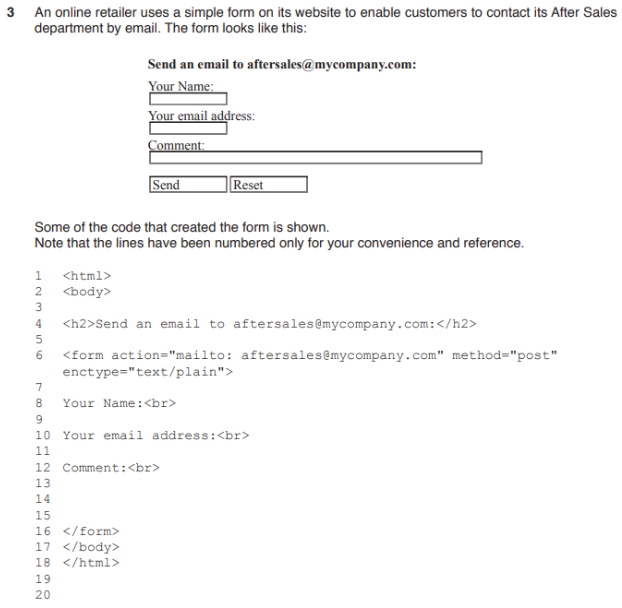 3 An online retailer uses a simple form on its website to enable customers to contact its After Sales
department by email. The form looks like this:
Send an email to aftersales@mycompany.com:
Your Name:
Your email address:
Comment:
Send Reset
Some of the code that created the form is shown.
Note that the lines have been numbered only for your convenience and reference.
1 <html>
2 <body>
3
4 <h2>Send an email to aftersales@mycompany.com:</h2>
5
6 <form action="mailto: aftersales@mycompany.com" method="post"
enctype="text/plain">
7
8 Your Name:<br>
9
10 Your email address:<br>
11
12 Comment:<br>
13
14
15
16 </form>
17 </body>
18 </html>
19
20